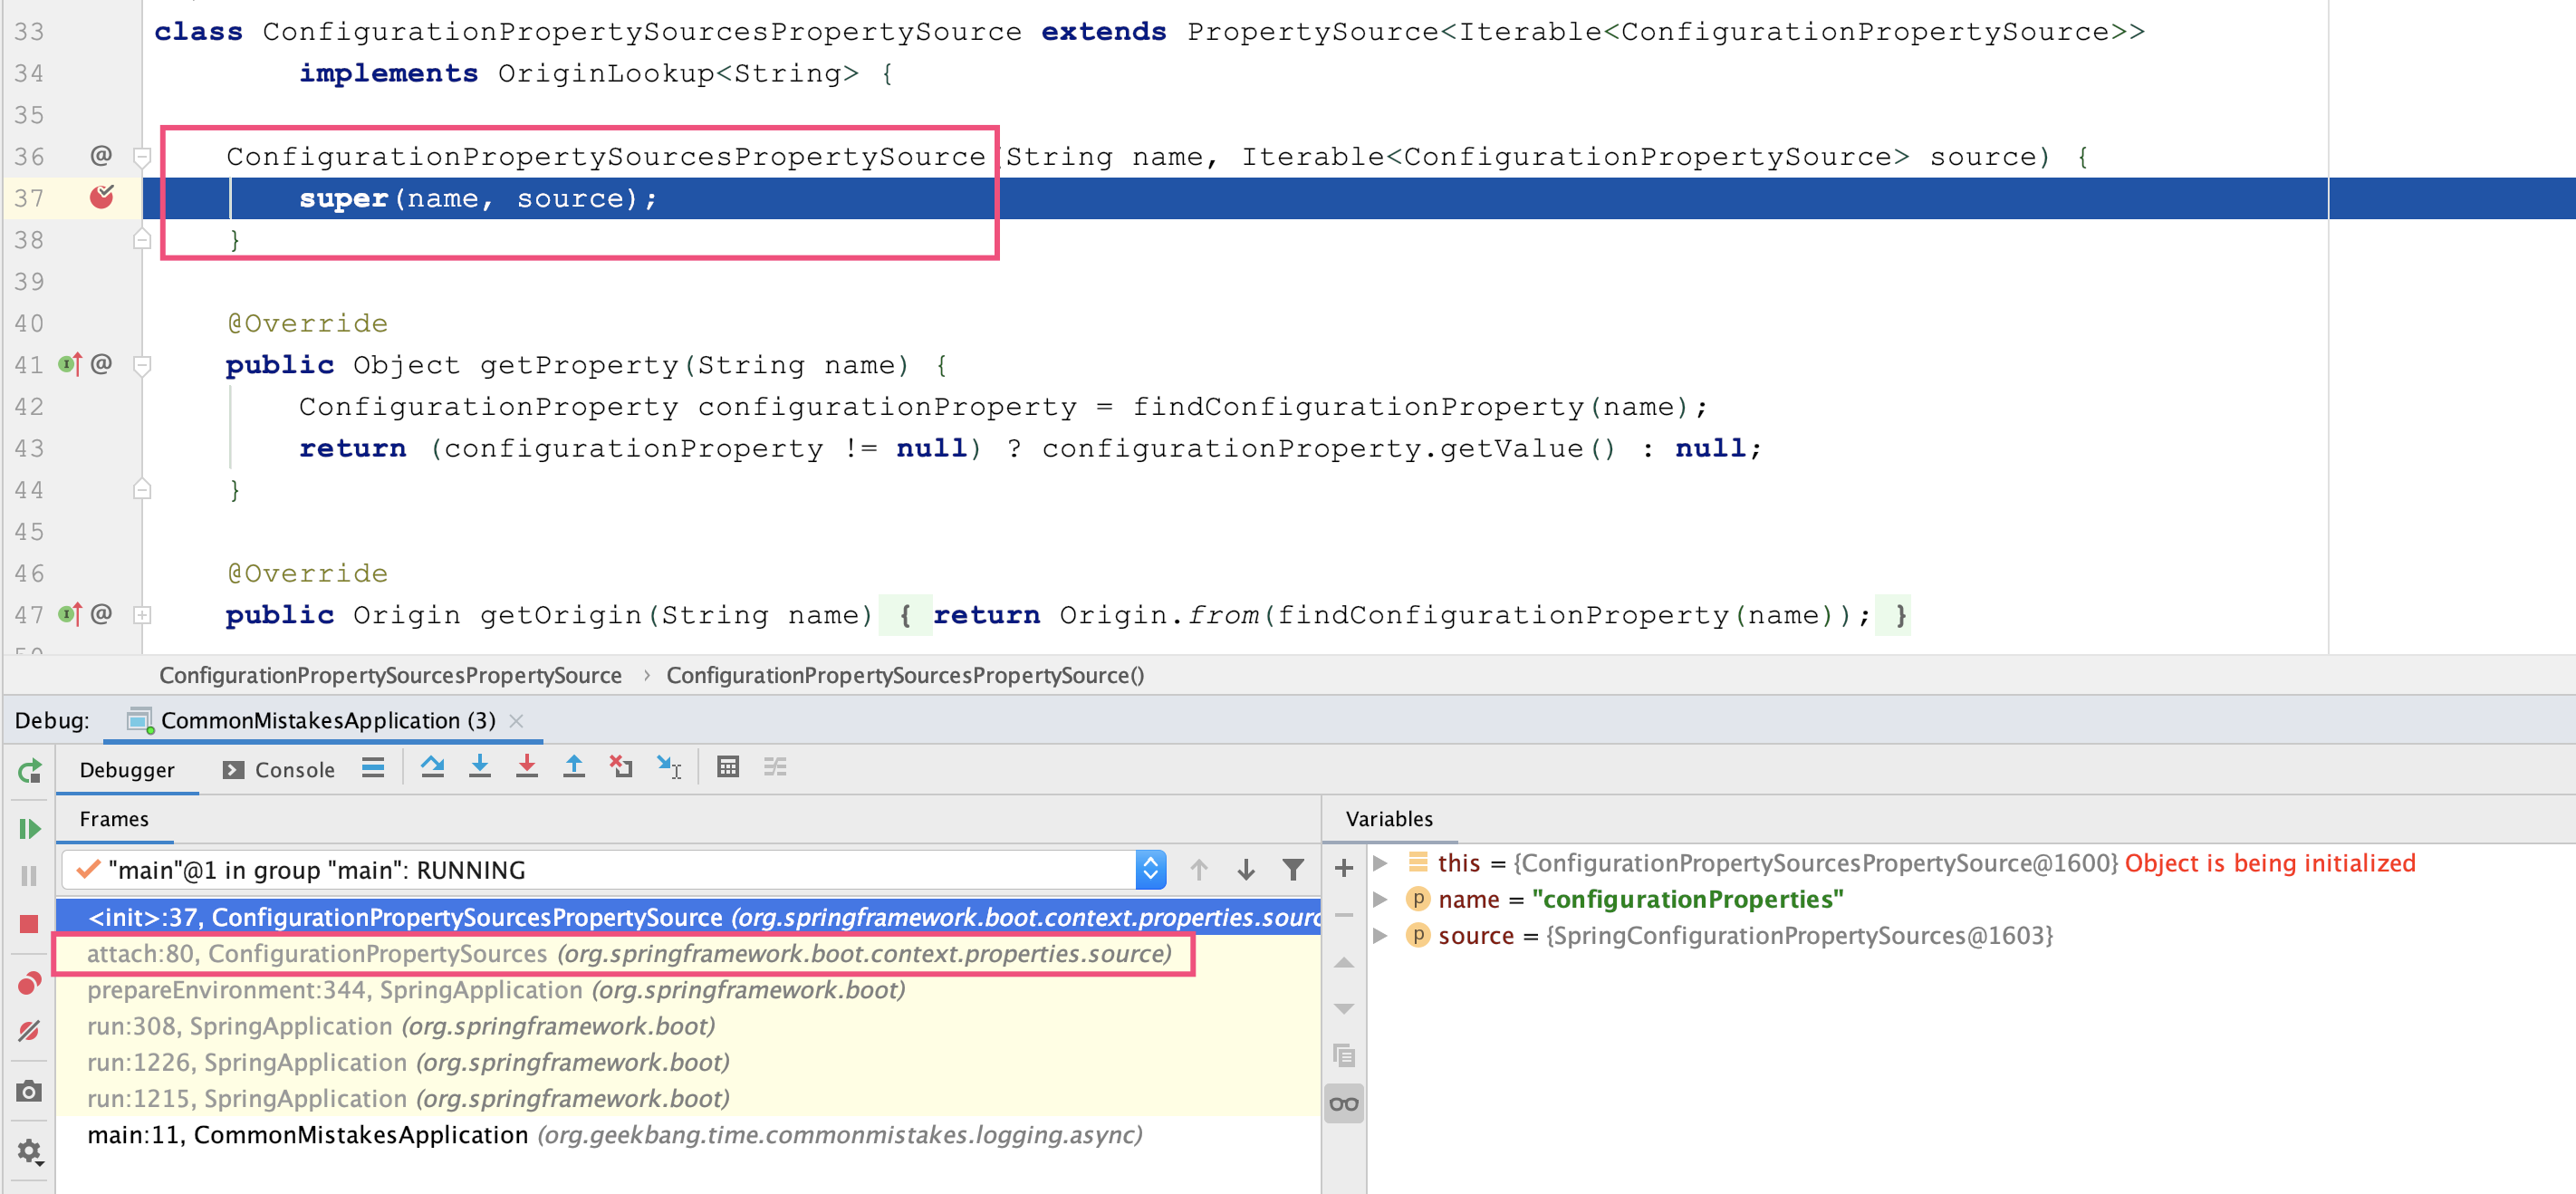 33 class ConfigurationPropertySourcesPropertySource extends PropertySource<Iterable<ConfigurationPropertySource>>
34 implements OriginLookup<String> {
35
36 @ ConfigurationPropertySourcesPropertySource(String name, Iterable<ConfigurationPropertySource> source) {
37 super(name, source);
38 }
39
40 @Override
41 @ public Object getProperty(String name) {
42 ConfigurationProperty configurationProperty = findConfigurationProperty(name);
43 return (configurationProperty != null) ? configurationProperty.getValue() : null;
44 }
45
46 @Override
47 @ public Origin getOrigin(String name) { return Origin.from(findConfigurationProperty(name)); }
ConfigurationPropertySourcesPropertySource › ConfigurationPropertySourcesPropertySource()
Debug: CommonMistakesApplication (3)
Debugger Console
Frames
"main"@1 in group "main": RUNNING
<init>:37, ConfigurationPropertySourcesPropertySource (org.springframework.boot.context.properties.sourc
attach:80, ConfigurationPropertySources (org.springframework.boot.context.properties.source)
prepareEnvironment:344, SpringApplication (org.springframework.boot)
run:308, SpringApplication (org.springframework.boot)
run:1226, SpringApplication (org.springframework.boot)
run:1215, SpringApplication (org.springframework.boot)
main:11, CommonMistakesApplication (org.geekbang.time.commonmistakes.logging.async)
Variables
this = {ConfigurationPropertySourcesPropertySource@1600} Object is being initialized
name = "configurationProperties"
source = {SpringConfigurationPropertySources@1603}